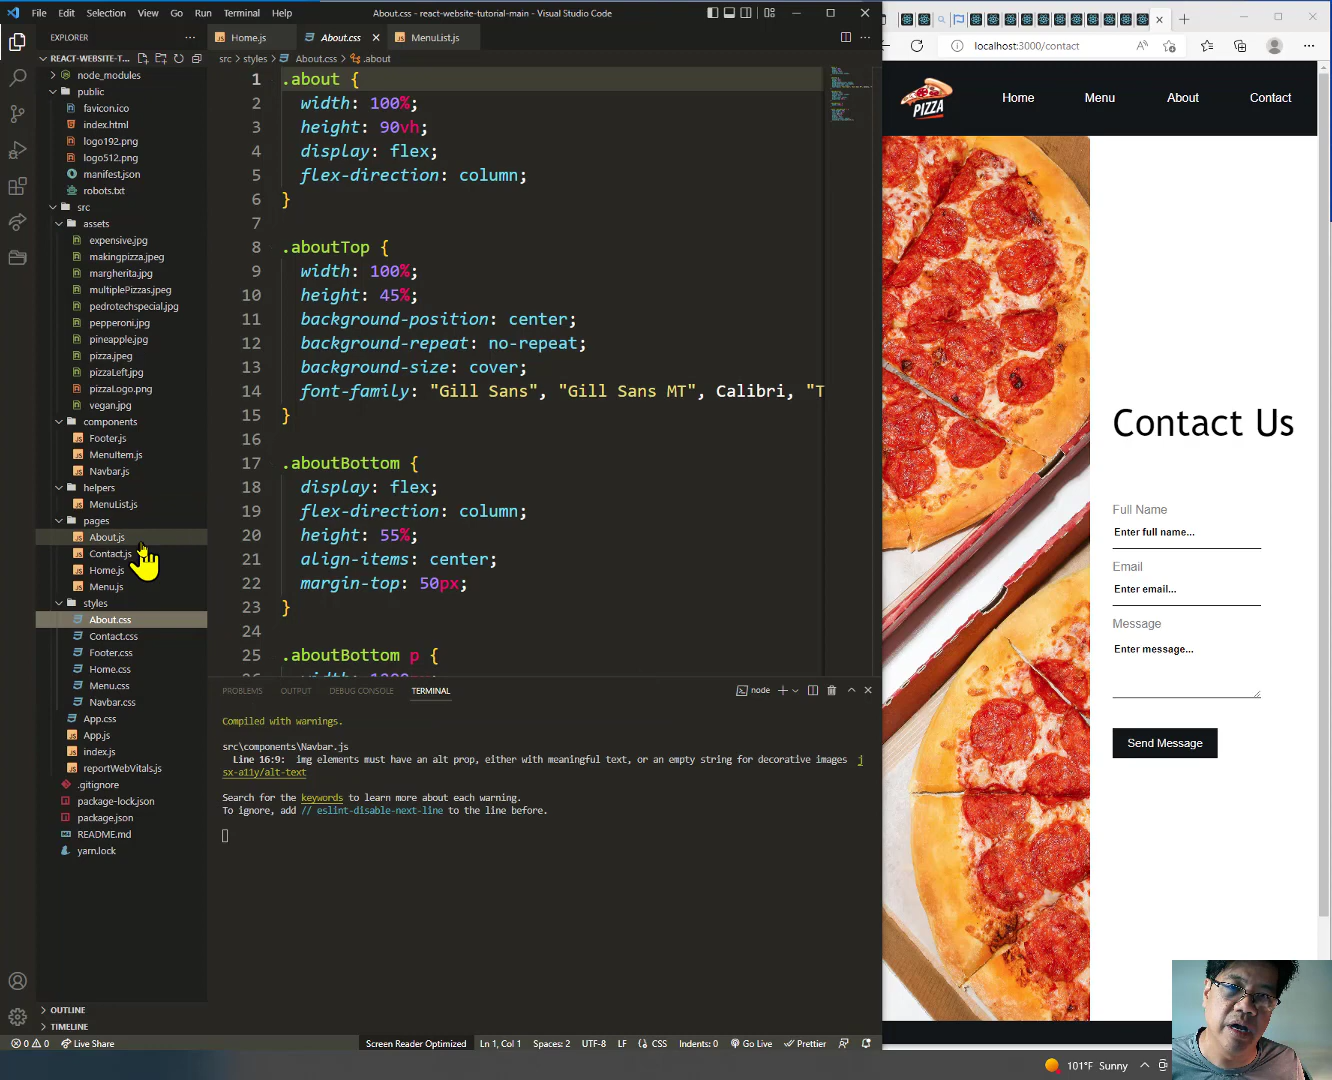 File Edit Selection View Go Run Terminal Help
About.css - react-website-tutorial-main - Visual Studio Code
EXPLORER
REACT-WEBSITE-T...
node_modules
public
favicon.ico
index.html
logo192.png
logo512.png
manifest.json
robots.txt
src
assets
expensive.jpg
makingpizza.jpeg
margherita.jpg
multiplePizzas.jpeg
pedrotechspecial.jpg
pepperoni.jpg
pineapple.jpg
pizza.jpeg
pizzaLeft.jpg
pizzaLogo.png
vegan.jpg
components
Footer.js
MenuItem.js
Navbar.js
helpers
MenuList.js
pages
About.js
Contact.js
Home.js
Menu.js
styles
About.css
Contact.css
Footer.css
Home.css
Menu.css
Navbar.css
App.css
App.js
index.js
reportWebVitals.js
.gitignore
package-lock.json
package.json
README.md
yarn.lock
OUTLINE
TIMELINE
Home.js About.css MenuList.js
src > styles > About.css > .about
1 .about {
2 width: 100%;
3 height: 90vh;
4 display: flex;
5 flex-direction: column;
6 }
7
8 .aboutTop {
9 width: 100%;
10 height: 45%;
11 background-position: center;
12 background-repeat: no-repeat;
13 background-size: cover;
14 font-family: "Gill Sans", "Gill Sans MT", Calibri, "T
15 }
16
17 .aboutBottom {
18 display: flex;
19 flex-direction: column;
20 height: 55%;
21 align-items: center;
22 margin-top: 50px;
23 }
24
25 .aboutBottom p {
PROBLEMS OUTPUT DEBUG CONSOLE TERMINAL
node
Compiled with warnings.
src\components\Navbar.js
Line 16:9: img elements must have an alt prop, either with meaningful text, or an empty string for decorative images j
sx-a11y/alt-text
Search for the keywords to learn more about each warning.
To ignore, add // eslint-disable-next-line to the line before.
0 0 Live Share
Screen Reader Optimized Ln 1, Col 1 Spaces: 2 UTF-8 LF CSS Indents: 0 Go Live Prettier
localhost:3000/contact
PIZZA
Home Menu About Contact
Contact Us
Full Name
Enter full name...
Email
Enter email...
Message
Enter message...
Send Message
101°F Sunny